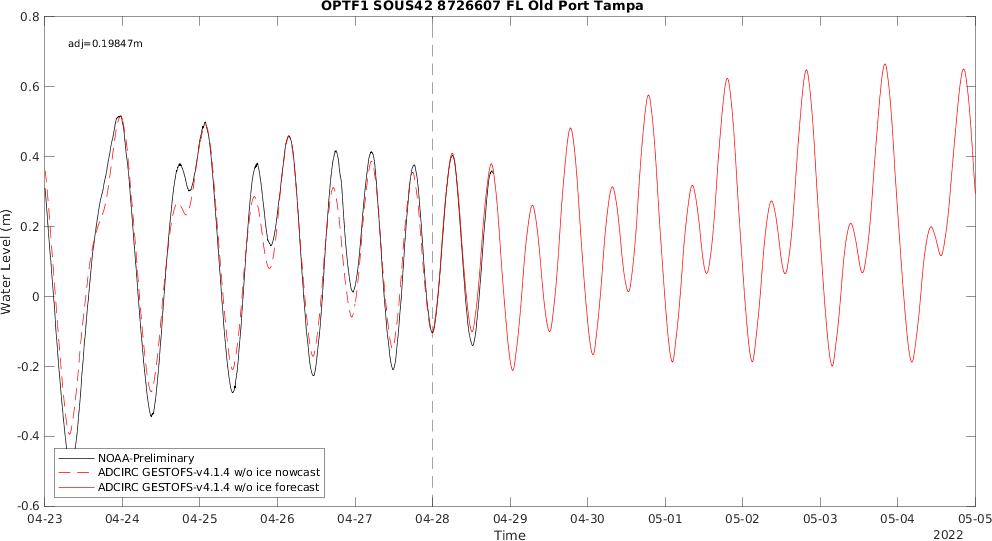 OPTF1 SOUS42 8726607 FL Old Port Tampa
adj=0.19847m
Water Level (m)
0.8
0.6
0.4
0.2
0
-0.2
-0.4
-0.6
NOAA-Preliminary
ADCIRC GESTOFS-v4.1.4 w/o ice nowcast
ADCIRC GESTOFS-v4.1.4 w/o ice forecast
04-23 04-24 04-25 04-26 04-27 04-28 04-29 04-30 05-01 05-02 05-03 05-04 05-05
Time
2022